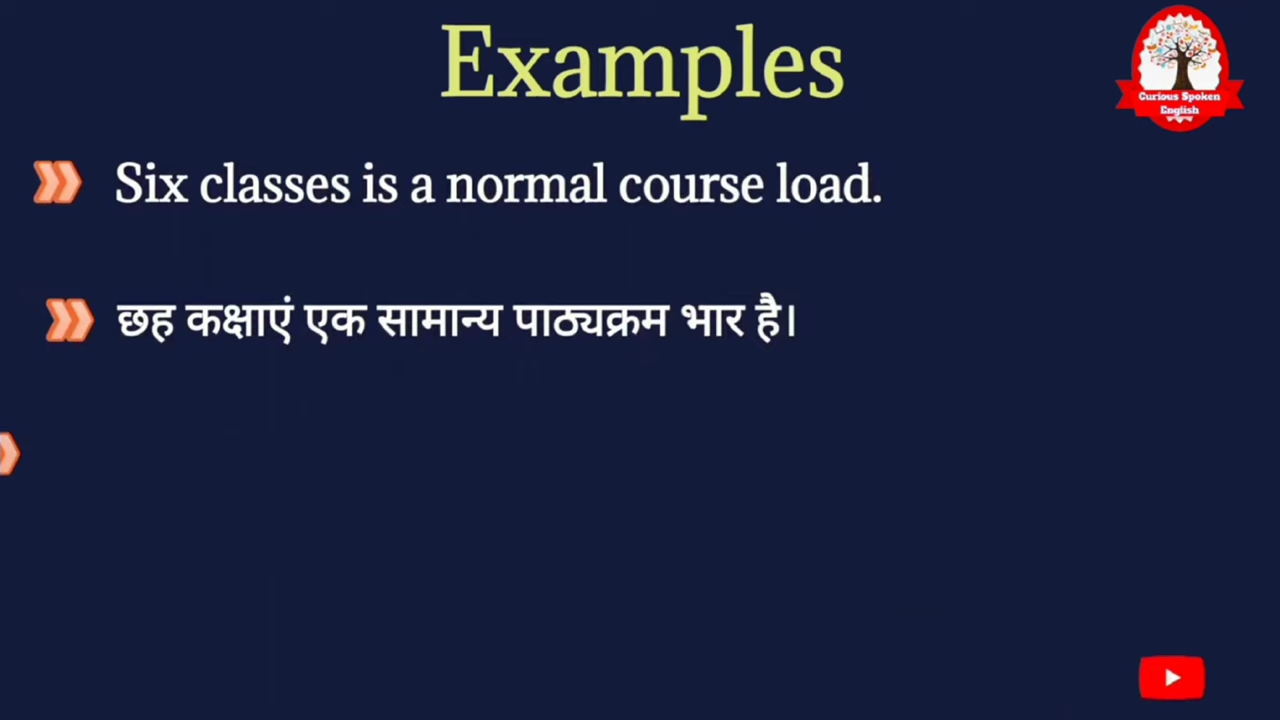 Examples
Curious Spoken
English
Six classes is a normal course load.
छह कक्षाएं एक सामान्य पाठ्यक्रम भार है।